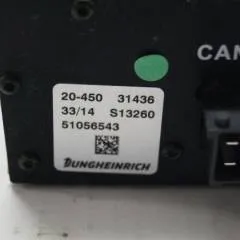 CAN
20-450 31436
33/14 S13260
51056543
JUNGHEINRICH